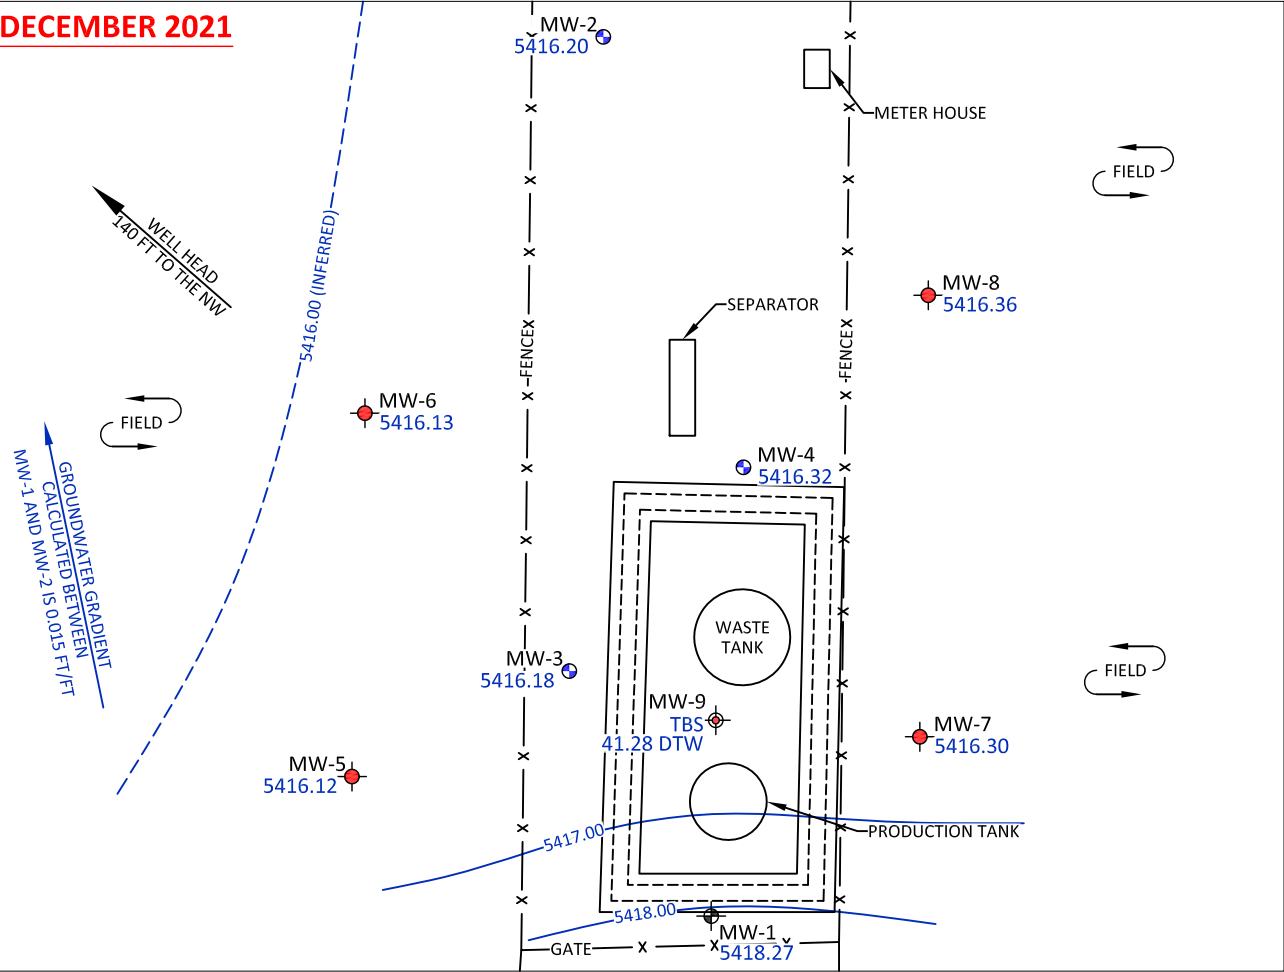 DECEMBER 2021
MW-2
5416.20
METER HOUSE
FIELD
WELL HEAD
140 FT TO THE NW
5416.00 (INFERRED)
MW-8
5416.36
SEPARATOR
FENCE
FENCE
MW-6
5416.13
FIELD
MW-4
5416.32
GROUNDWATER GRADIENT
CALCULATED BETWEEN
MW-1 AND MW-2 IS 0.015 FT/FT
WASTE
TANK
MW-3
5416.18
FIELD
MW-9
TBS
41.28 DTW
MW-7
5416.30
MW-5
5416.12
PRODUCTION TANK
5417.00
5418.00
MW-1
5418.27
GATE